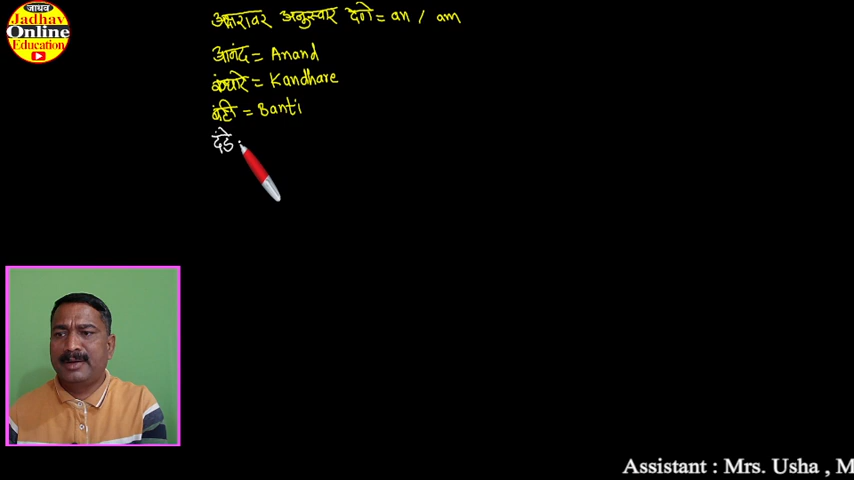 जाधव
Jadhav
Online
Education
अक्षरावर अनुस्वार देणे = an / am
आनंद = Anand
कंधारे = Kandhare
बंटी = Banti
दंडे
Assistant : Mrs. Usha , M